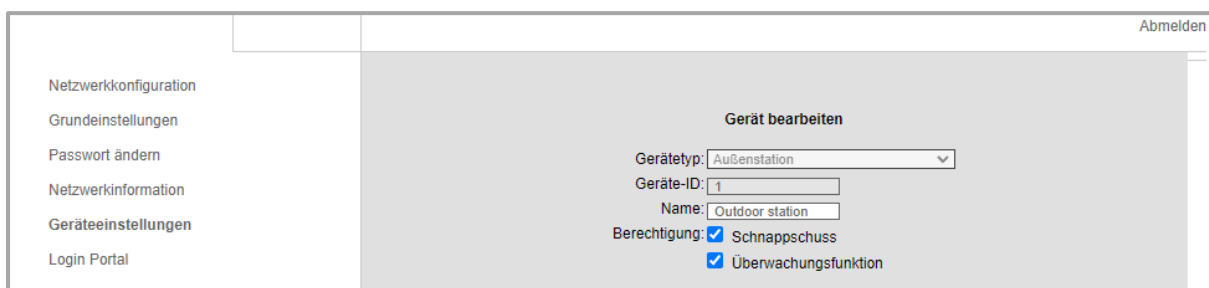 Abmelden
Netzwerkkonfiguration
Grundeinstellungen
Passwort ändern
Netzwerkinformation
Geräteeinstellungen
Login Portal
Gerät bearbeiten
Gerätetyp: Außenstation
Geräte-ID: 1
Name: Outdoor station
Berechtigung: Schnappschuss
Überwachungsfunktion